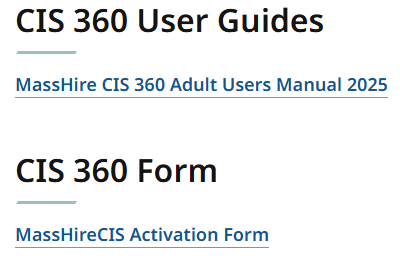 CIS 360 User Guides
MassHire CIS 360 Adult Users Manual 2025
CIS 360 Form
MassHireCIS Activation Form